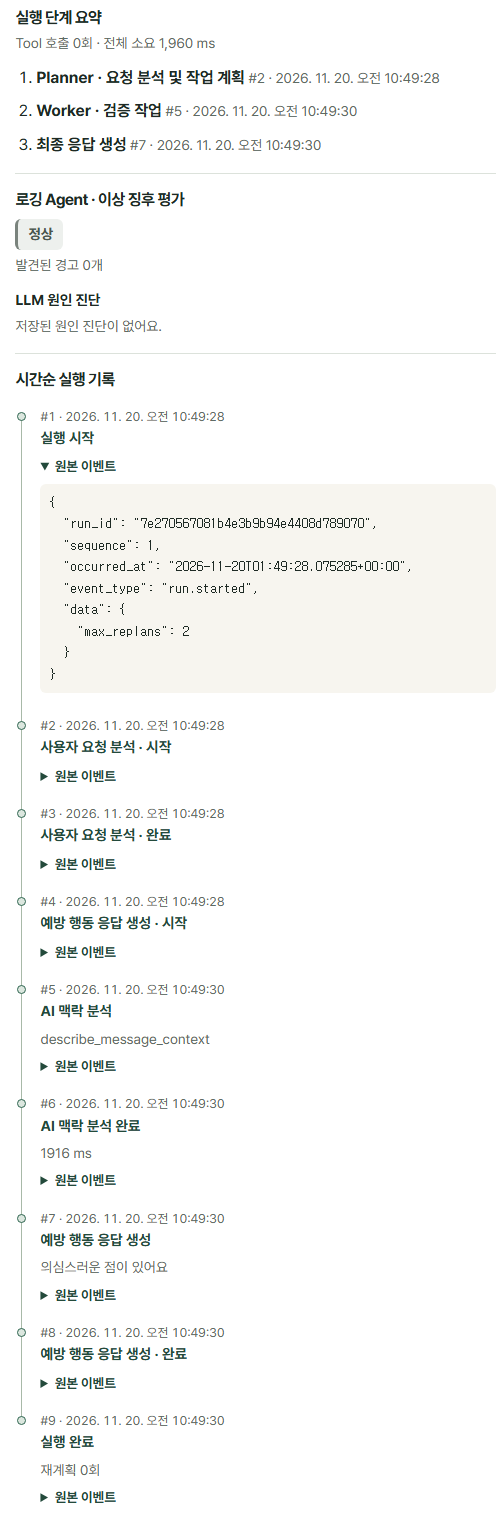 실행 단계 요약
Tool 호출 0회 · 전체 소요 1,960 ms
1. Planner · 요청 분석 및 작업 계획 #2 · 2026. 11. 20. 오전 10:49:28
2. Worker · 검증 작업 #5 · 2026. 11. 20. 오전 10:49:30
3. 최종 응답 생성 #7 · 2026. 11. 20. 오전 10:49:30
로깅 Agent · 이상 징후 평가
정상
발견된 경고 0개
LLM 원인 진단
저장된 원인 진단이 없어요.
시간순 실행 기록
#1 · 2026. 11. 20. 오전 10:49:28
실행 시작
▼ 원본 이벤트
{
"run_id": "7e270567081b4e3b9b94e4408d789070",
"sequence": 1,
"occurred_at": "2026-11-20T01:49:28.075285+00:00",
"event_type": "run.started",
"data": {
"max_replans": 2
}
}
#2 · 2026. 11. 20. 오전 10:49:28
사용자 요청 분석 · 시작
▶ 원본 이벤트
#3 · 2026. 11. 20. 오전 10:49:28
사용자 요청 분석 · 완료
▶ 원본 이벤트
#4 · 2026. 11. 20. 오전 10:49:28
예방 행동 응답 생성 · 시작
▶ 원본 이벤트
#5 · 2026. 11. 20. 오전 10:49:30
AI 맥락 분석
describe_message_context
▶ 원본 이벤트
#6 · 2026. 11. 20. 오전 10:49:30
AI 맥락 분석 완료
1916 ms
▶ 원본 이벤트
#7 · 2026. 11. 20. 오전 10:49:30
예방 행동 응답 생성
의심스러운 점이 있어요
▶ 원본 이벤트
#8 · 2026. 11. 20. 오전 10:49:30
예방 행동 응답 생성 · 완료
▶ 원본 이벤트
#9 · 2026. 11. 20. 오전 10:49:30
실행 완료
재계획 0회
▶ 원본 이벤트